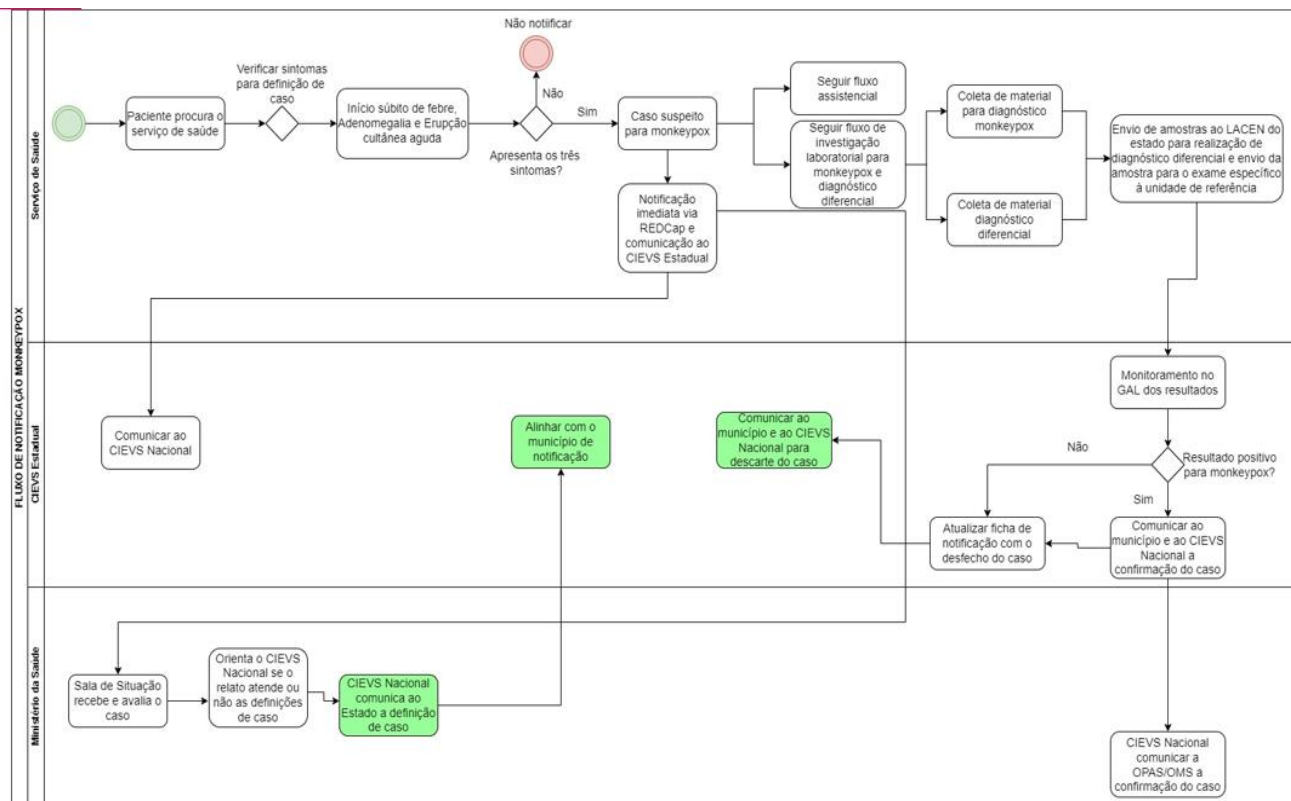 FLUXO DE NOTIFICAÇÃO MONKEYPOX
Serviço de Saúde
Não notiificar
Verificar sintomas
para definição de
caso
Paciente procura o
serviço de saúde
Início súbito de febre,
Adenomegalia e Erupção
cultânea aguda
Não
Sim
Apresenta os três
sintomas?
Caso suspeito
para monkeypox
Seguir fluxo
assistencial
Seguir fluxo de
investigação
laboratorial para
monkeypox e
diagnóstico
diferencial
Coleta de material
para diagnóstico
monkeypox
Coleta de material
diagnóstico
diferencial
Envio de amostras ao LACEN do
estado para realização de
diagnóstico diferencial e envio da
amostra para o exame específico
à unidade de referência
Notificação
imediata via
REDCap e
comunicação ao
CIEVS Estadual
CIEVS Estadual
Comunicar ao
CIEVS Nacional
Alinhar com o
município de
notificação
Comunicar ao
município e ao CIEVS
Nacional para
descarte do caso
Monitoramento no
GAL dos resultados
Não
Resultado positivo
para monkeypox?
Sim
Atualizar ficha de
notificação com o
desfecho do caso
Comunicar ao
município e ao CIEVS
Nacional a
confirmação do caso
Ministério da Saúde
Sala de Situação
recebe e avalia o
caso
Orienta o CIEVS
Nacional se o
relato atende ou
não as definições
de caso
CIEVS Nacional
comunica ao
Estado a definição
de caso
CIEVS Nacional
comunicar a
OPAS/OMS a
confirmação do caso